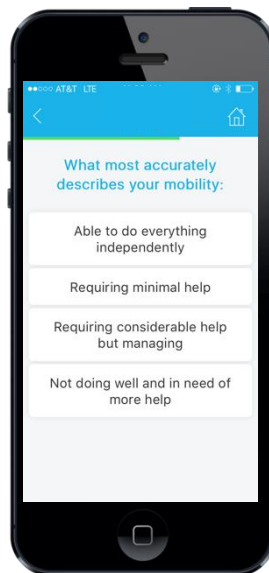 AT&T LTE
What most accurately
describes your mobility:
Able to do everything
independently
Requiring minimal help
Requiring considerable help
but managing
Not doing well and in need of
more help